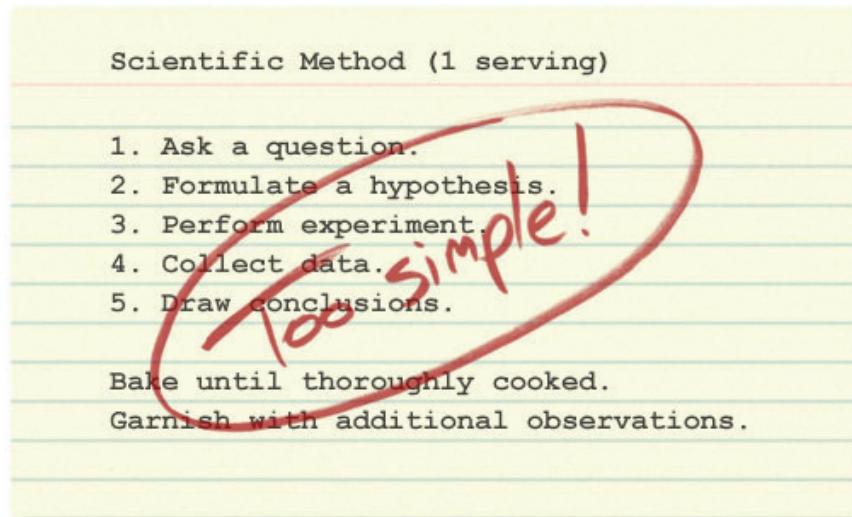 Scientific Method (1 serving)
1. Ask a question.
2. Formulate a hypothesis.
3. Perform experiment.
4. Collect data.
5. Draw conclusions.
Too simple!
Bake until thoroughly cooked.
Garnish with additional observations.